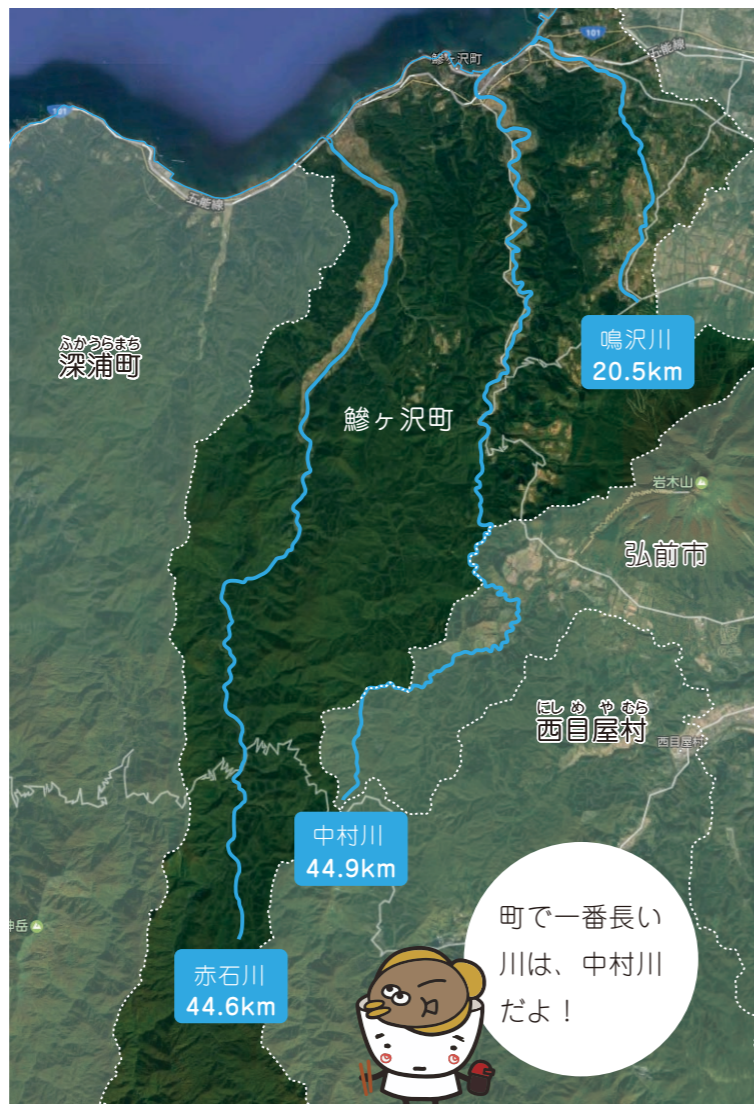 101
五能線
鰺ヶ沢町
101
五能線
ふかうらまち
深浦町
鳴沢川
20.5km
鰺ヶ沢町
岩木山
弘前市
にしめやむら
西目屋村
西目屋村
中村川
44.9km
赤石川
44.6km
町で一番長い
川は、中村川
だよ！